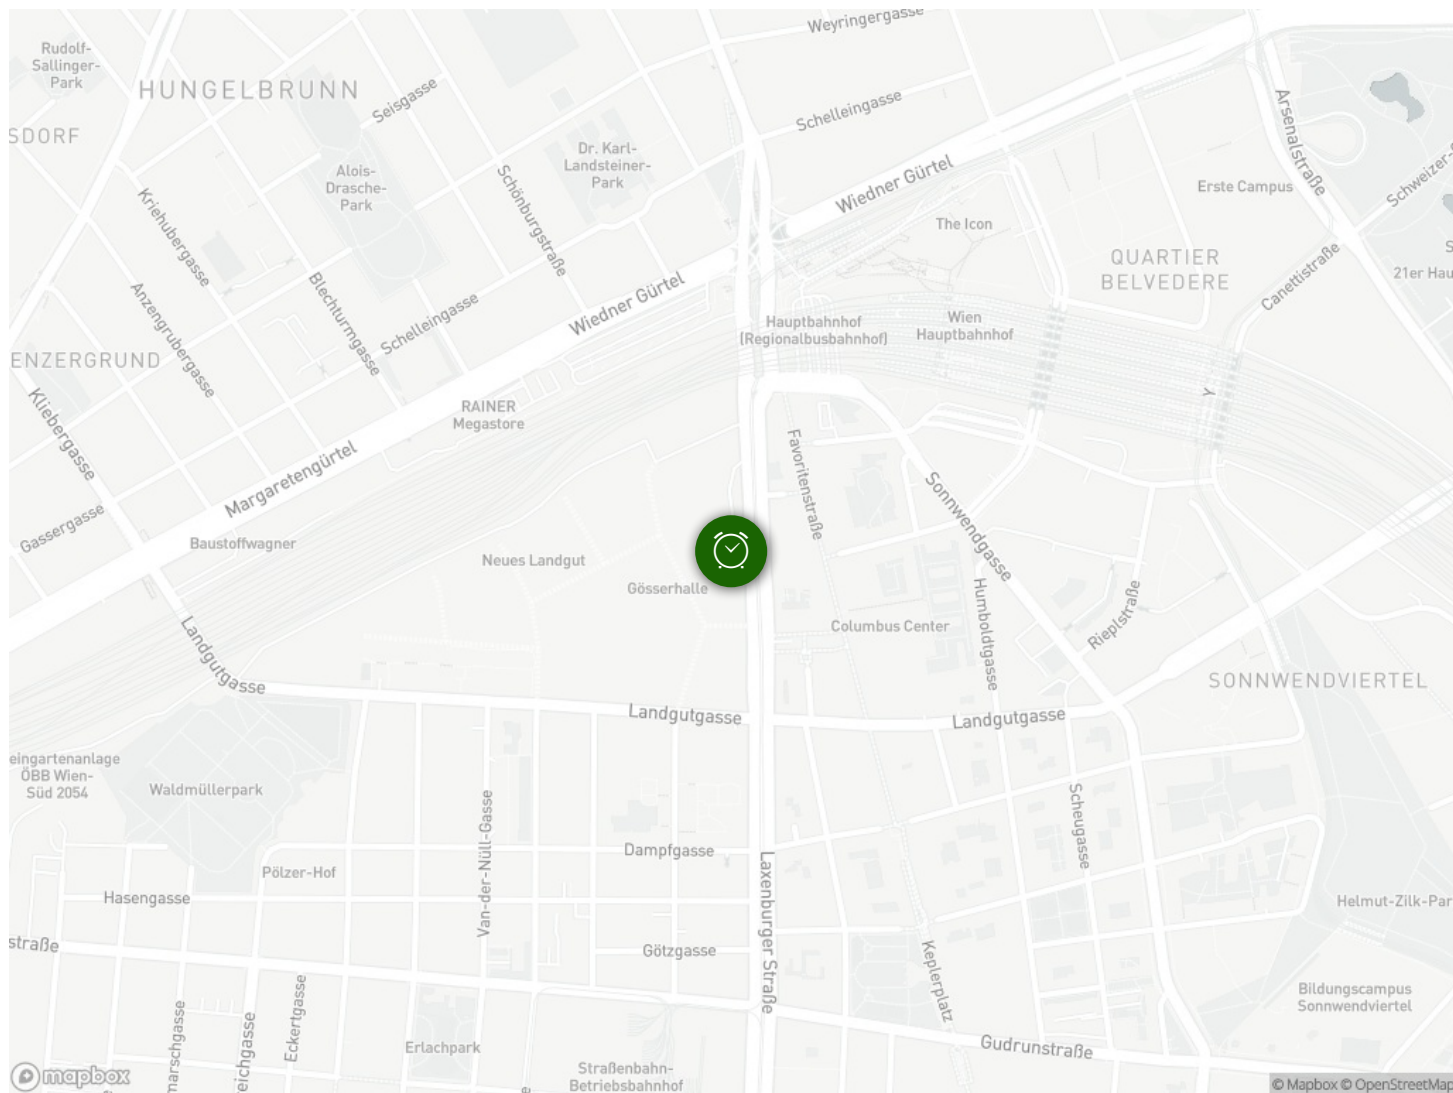 Weyringergasse
Rudolf-
Sallinger-
Park
HUNGELBRUNN
Seisgasse
Schelleingasse
Arsenalstraße
SDORF
Dr. Karl-
Landsteiner-
Park
Alois-
Drasche-
Park
Schönburgstraße
Kriehubergasse
Wiedner Gürtel
Erste Campus
The Icon
QUARTIER
BELVEDERE
21er Hau
Canettistraße
Blechturmgasse
Anzengrubergasse
Wiedner Gürtel
Schelleingasse
Hauptbahnhof
(Regionalbusbahnhof)
Wien
Hauptbahnhof
ENZERGRUND
Kliebergasse
RAINER
Megastore
Margaretengürtel
Favoritenstraße
Sonnwendgasse
Gassergasse
Baustoffwagner
Neues Landgut
Gösserhalle
Columbus Center
Humboldtgasse
Rieplstraße
Landgutgasse
SONNWENDVIERTEL
Landgutgasse
Landgutgasse
eingartenanlage
ÖBB Wien-
Süd 2054
Waldmüllerpark
Van-der-Nüll-Gasse
Scheugasse
Dampfgasse
Laxenburger Straße
Pölzer-Hof
Hasengasse
Helmut-Zilk-Par
straße
Götzgasse
Keplerplatz
Eckertgasse
Bildungscampus
Sonnwendviertel
marschgasse
eichgasse
Erlachpark
Gudrunstraße
Straßenbahn-
Betriebsbahnhof
mapbox
© Mapbox © OpenStreetMap